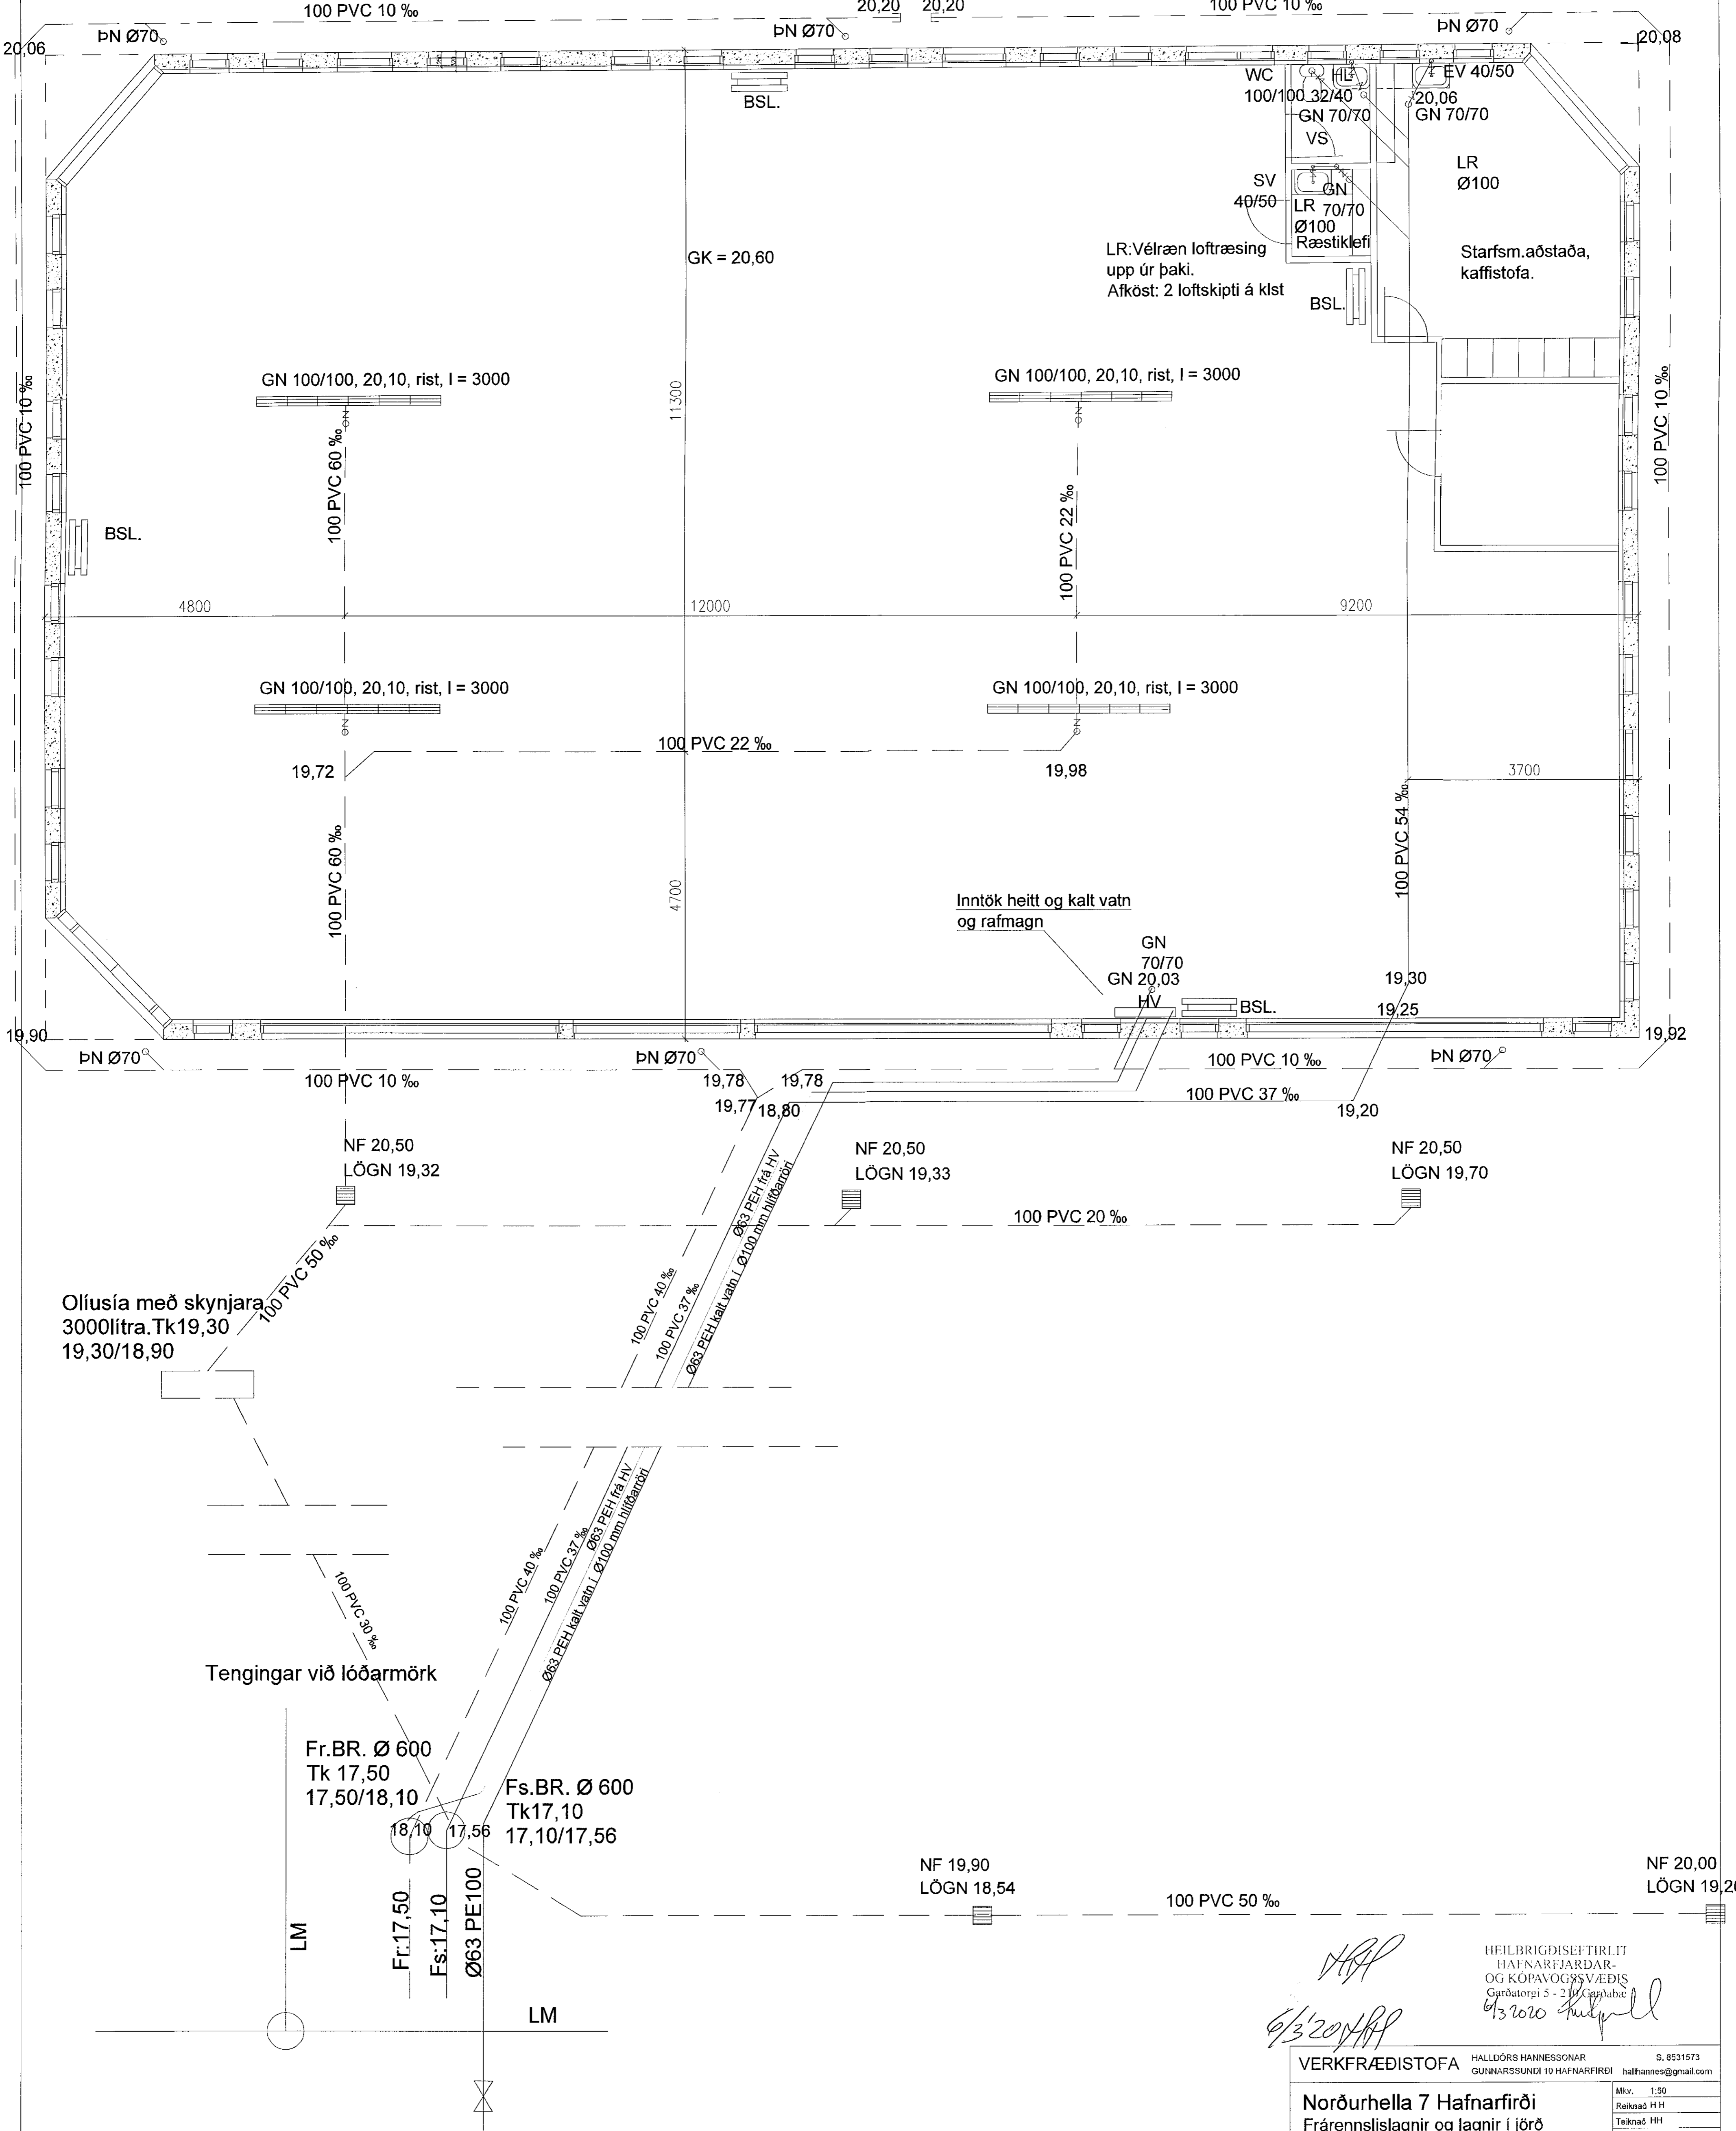 100 PVC 10 ‰
20,20 20,20
100 PVC 10 ‰
ÞN Ø70
ÞN Ø70
ÞN Ø70
20,06
20,08
BSL.
WC
100/100
HL
32/40
GN 70/70
VS
EV 40/50
20,06
GN 70/70
LR
Ø100
SV
40/50
GN
70/70
LR
Ø100
Ræstiklefi
GK = 20,60
LR:Vélræn loftræsing
upp úr þaki.
Afköst: 2 loftskipti á klst
BSL.
Starfsm.aðstaða,
kaffistofa.
100 PVC 10 ‰
GN 100/100, 20,10, rist, l = 3000
11300
GN 100/100, 20,10, rist, l = 3000
100 PVC 10 ‰
100 PVC 60 ‰
100 PVC 22 ‰
BSL.
4800
12000
9200
GN 100/100, 20,10, rist, l = 3000
GN 100/100, 20,10, rist, l = 3000
100 PVC 22 ‰
19,72
19,98
3700
100 PVC 60 ‰
4700
100 PVC 54 ‰
Inntök heitt og kalt vatn
og rafmagn
GN
70/70
GN 20,03
HV
BSL.
19,30
19,25
19,90
19,92
ÞN Ø70
ÞN Ø70
ÞN Ø70
100 PVC 10 ‰
100 PVC 10 ‰
19,78
19,78
19,77
18,80
100 PVC 37 ‰
19,20
NF 20,50
LÖGN 19,32
NF 20,50
LÖGN 19,33
NF 20,50
LÖGN 19,70
100 PVC 20 ‰
100 PVC 50 ‰
Ø63 PEH frá HV
Ø63 PEH kalt vatn í Ø100 mm hlífðarröri
100 PVC 40 ‰
100 PVC 37 ‰
Olíusía með skynjara
3000lítra.Tk19,30
19,30/18,90
Ø63 PEH frá HV
Ø63 PEH kalt vatn í Ø100 mm hlífðarröri
100 PVC 40 ‰
100 PVC 37 ‰
100 PVC 30 ‰
Tengingar við lóðarmörk
Fr.BR. Ø 600
Tk 17,50
17,50/18,10
Fs.BR. Ø 600
Tk17,10
17,10/17,56
18,10
17,56
LM
Fr:17,50
Fs:17,10
Ø63 PE100
LM
NF 19,90
LÖGN 18,54
100 PVC 50 ‰
NF 20,00
LÖGN 19,20
HEILBRIGÐISEFTIRLIT
HAFNARFJARÐAR-
OG KÓPAVOGSSVÆÐIS
Garðatorgi 5 - 210 Garðabæ
6/3 2020
6/3'20
VERKFRÆÐISTOFA
HALLDÓRS HANNESSONAR
S. 8531573
GUNNARSSUNDI 10 HAFNARFIRÐI
hallhannes@gmail.com
Norðurhella 7 Hafnarfirði
Frárennslislagnir og lagnir í jörð
Mkv. 1:50
Reiknað H H
Teiknað HH